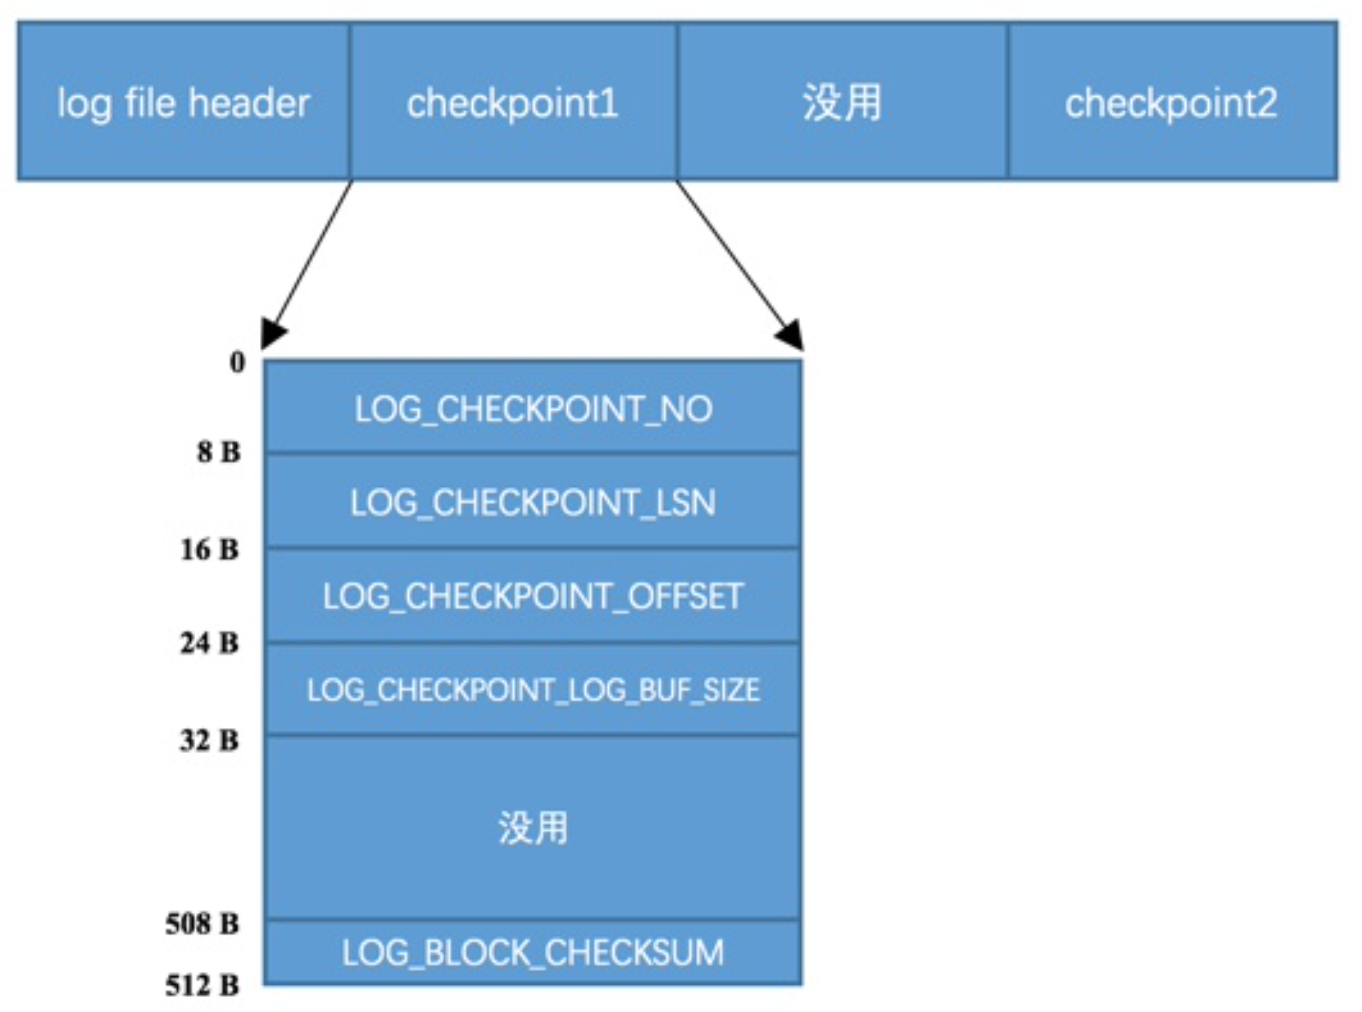 log file header
checkpoint1
没用
checkpoint2
0
LOG_CHECKPOINT_NO
8 B
LOG_CHECKPOINT_LSN
16 B
LOG_CHECKPOINT_OFFSET
24 B
LOG_CHECKPOINT_LOG_BUF_SIZE
32 B
没用
508 B
LOG_BLOCK_CHECKSUM
512 B